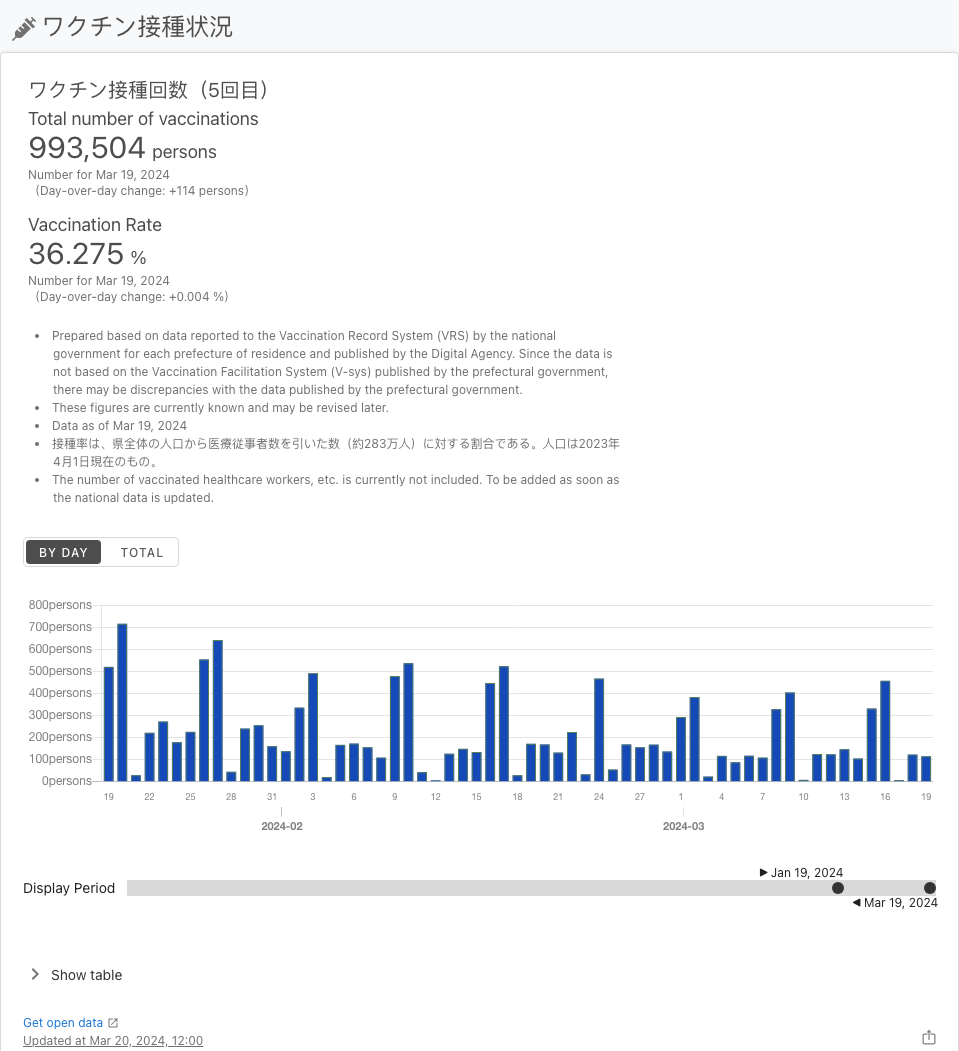 ワクチン接種状況
ワクチン接種回数（5回目）
Total number of vaccinations
993,504 persons
Number for Mar 19, 2024
（Day-over-day change: +114 persons）
Vaccination Rate
36.275 %
Number for Mar 19, 2024
（Day-over-day change: +0.004 %）
• Prepared based on data reported to the Vaccination Record System (VRS) by the national
government for each prefecture of residence and published by the Digital Agency. Since the data is
not based on the Vaccination Facilitation System (V-sys) published by the prefectural government,
there may be discrepancies with the data published by the prefectural government.
• These figures are currently known and may be revised later.
• Data as of Mar 19, 2024
• 接種率は、県全体の人口から医療従事者数を引いた数（約283万人）に対する割合である。人口は2023年
4月1日現在のもの。
• The number of vaccinated healthcare workers, etc. is currently not included. To be added as soon as
the national data is updated.
BY DAY TOTAL
800persons
700persons
600persons
500persons
400persons
300persons
200persons
100persons
0persons
19 22 25 28 31 3 6 9 12 15 18 21 24 27 1 4 7 10 13 16 19
2024-02 2024-03
Jan 19, 2024
Display Period
Mar 19, 2024
Show table
Get open data
Updated at Mar 20, 2024, 12:00